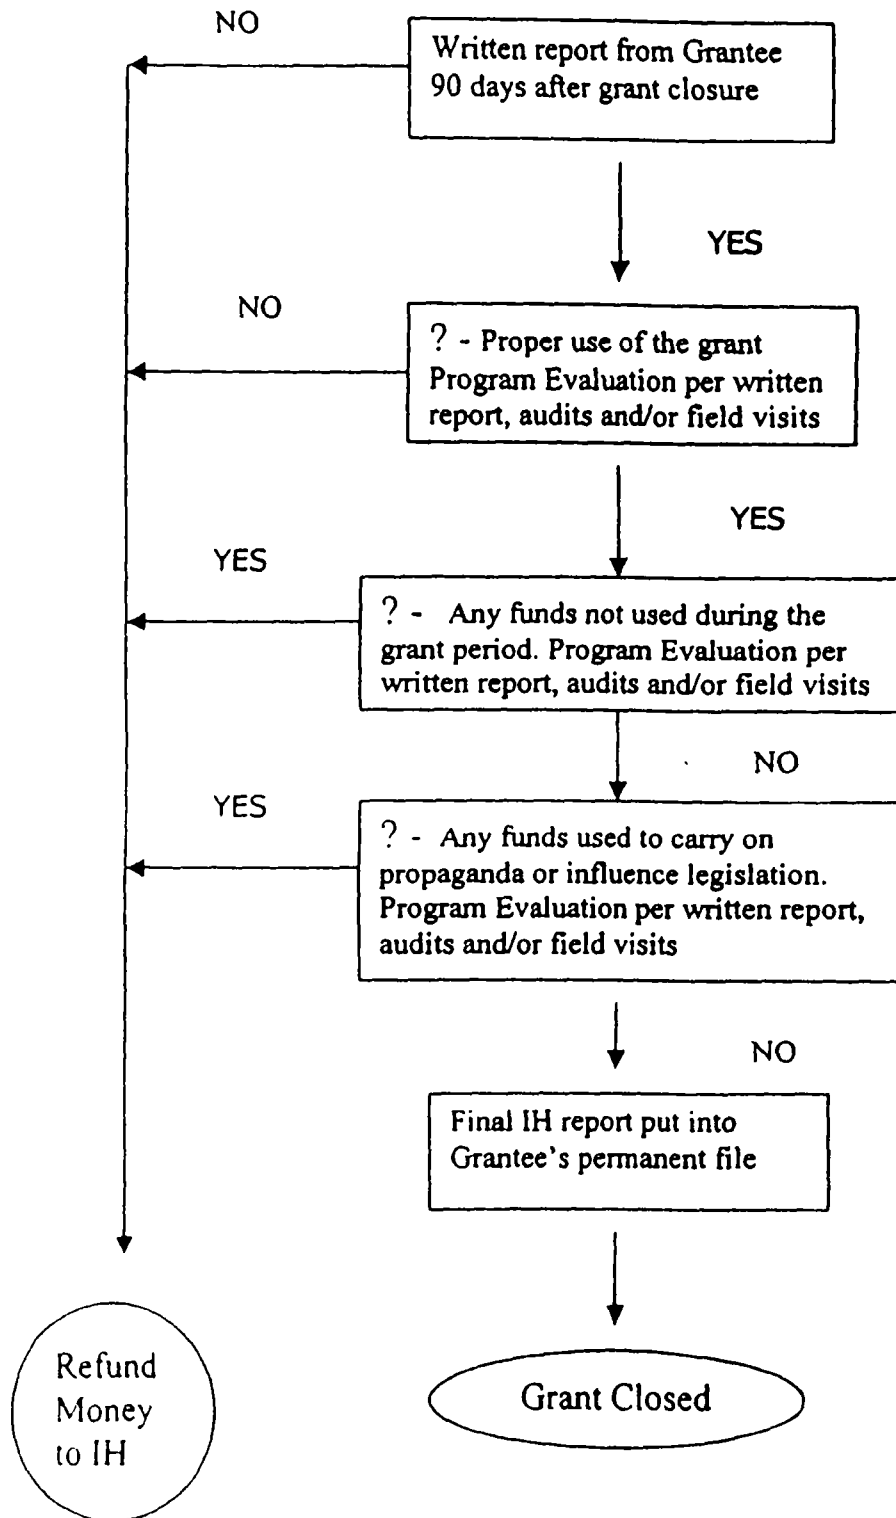 NO
Written report from Grantee
90 days after grant closure
YES
NO
? - Proper use of the grant
Program Evaluation per written
report, audits and/or field visits
YES
YES
? - Any funds not used during the
grant period. Program Evaluation per
written report, audits and/or field visits
NO
YES
? - Any funds used to carry on
propaganda or influence legislation.
Program Evaluation per written report,
audits and/or field visits
NO
Final IH report put into
Grantee's permanent file
Refund
Money
to IH
Grant Closed